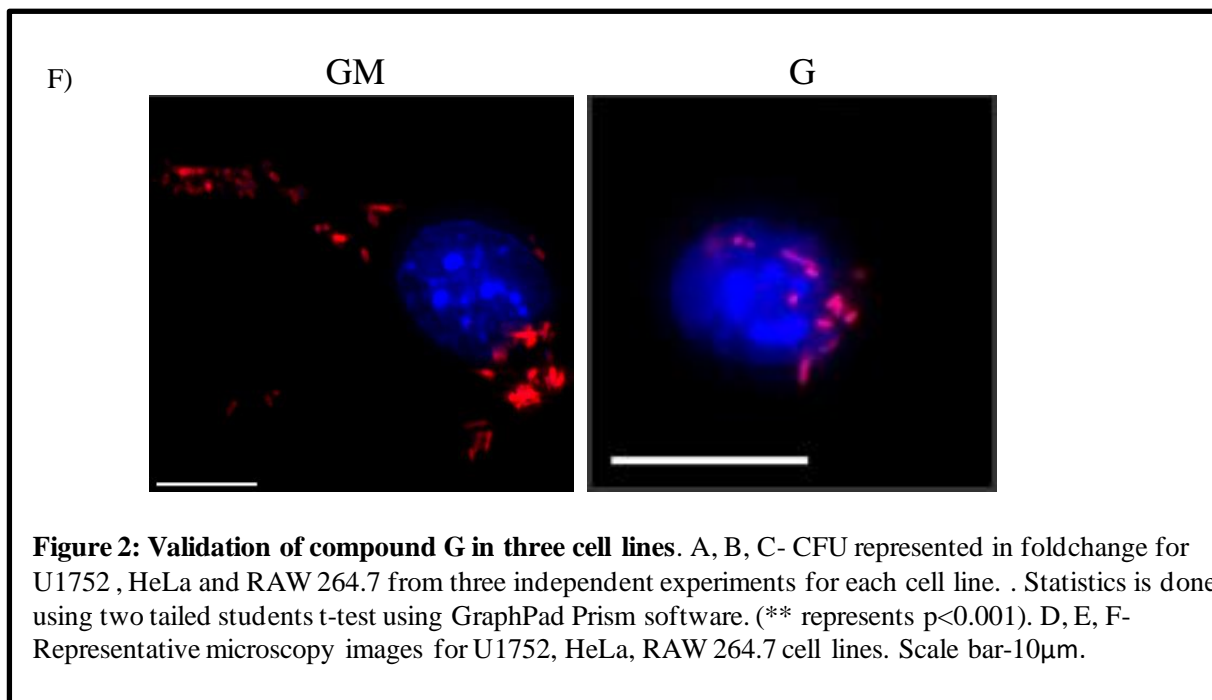 F)
GM
G
Figure 2: Validation of compound G in three cell lines. A, B, C- CFU represented in foldchange for
U1752 , HeLa and RAW 264.7 from three independent experiments for each cell line. . Statistics is done
using two tailed students t-test using GraphPad Prism software. (** represents p<0.001). D, E, F-
Representative microscopy images for U1752, HeLa, RAW 264.7 cell lines. Scale bar-10μm.